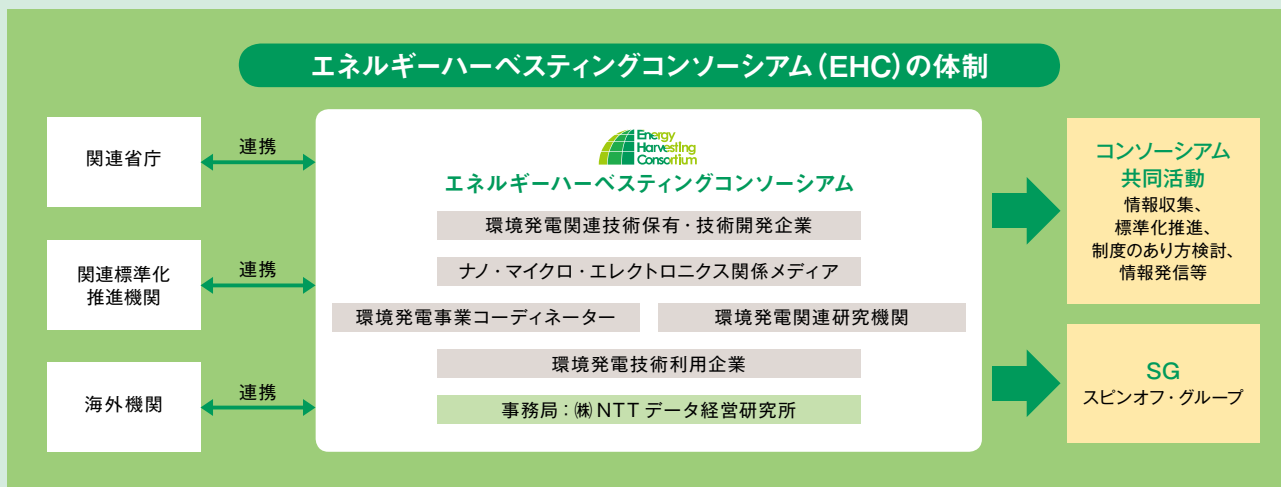 エネルギーハーベスティングコンソーシアム(EHC)の体制
関連省庁
連携
関連標準化
推進機関
連携
海外機関
連携
Energy
Harvesting
Consortium
エネルギーハーベスティングコンソーシアム
環境発電関連技術保有・技術開発企業
ナノ・マイクロ・エレクトロニクス関係メディア
環境発電事業コーディネーター
環境発電関連研究機関
環境発電技術利用企業
事務局:㈱NTTデータ経営研究所
コンソーシアム
共同活動
情報収集、
標準化推進、
制度のあり方検討、
情報発信等
SG
スピンオフ・グループ